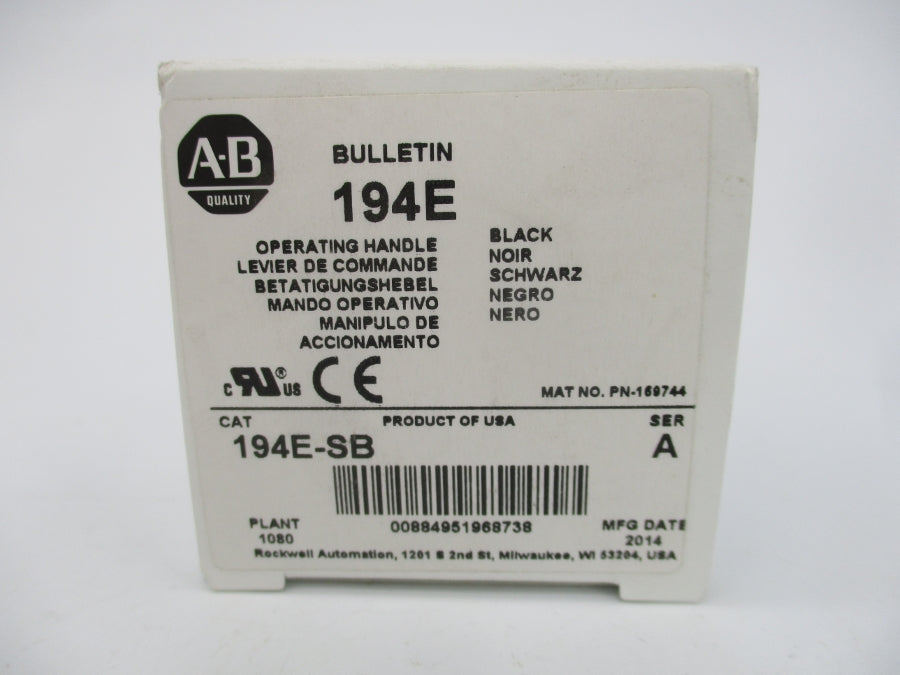 A-B
QUALITY
BULLETIN
194E
OPERATING HANDLE
LEVIER DE COMMANDE
BETATIGUNGSHEBEL
MANDO OPERATIVO
MANIPULO DE
ACCIONAMENTO
BLACK
NOIR
SCHWARZ
NEGRO
NERO
C RU® US CE
MAT NO. PN-169744
CAT
PRODUCT OF USA
SER
194E-SB
A
00884951968738
PLANT
1080
MFG DATE
2014
Rockwell Automation, 1201 S 2nd St, Milwaukee, WI 53204, USA